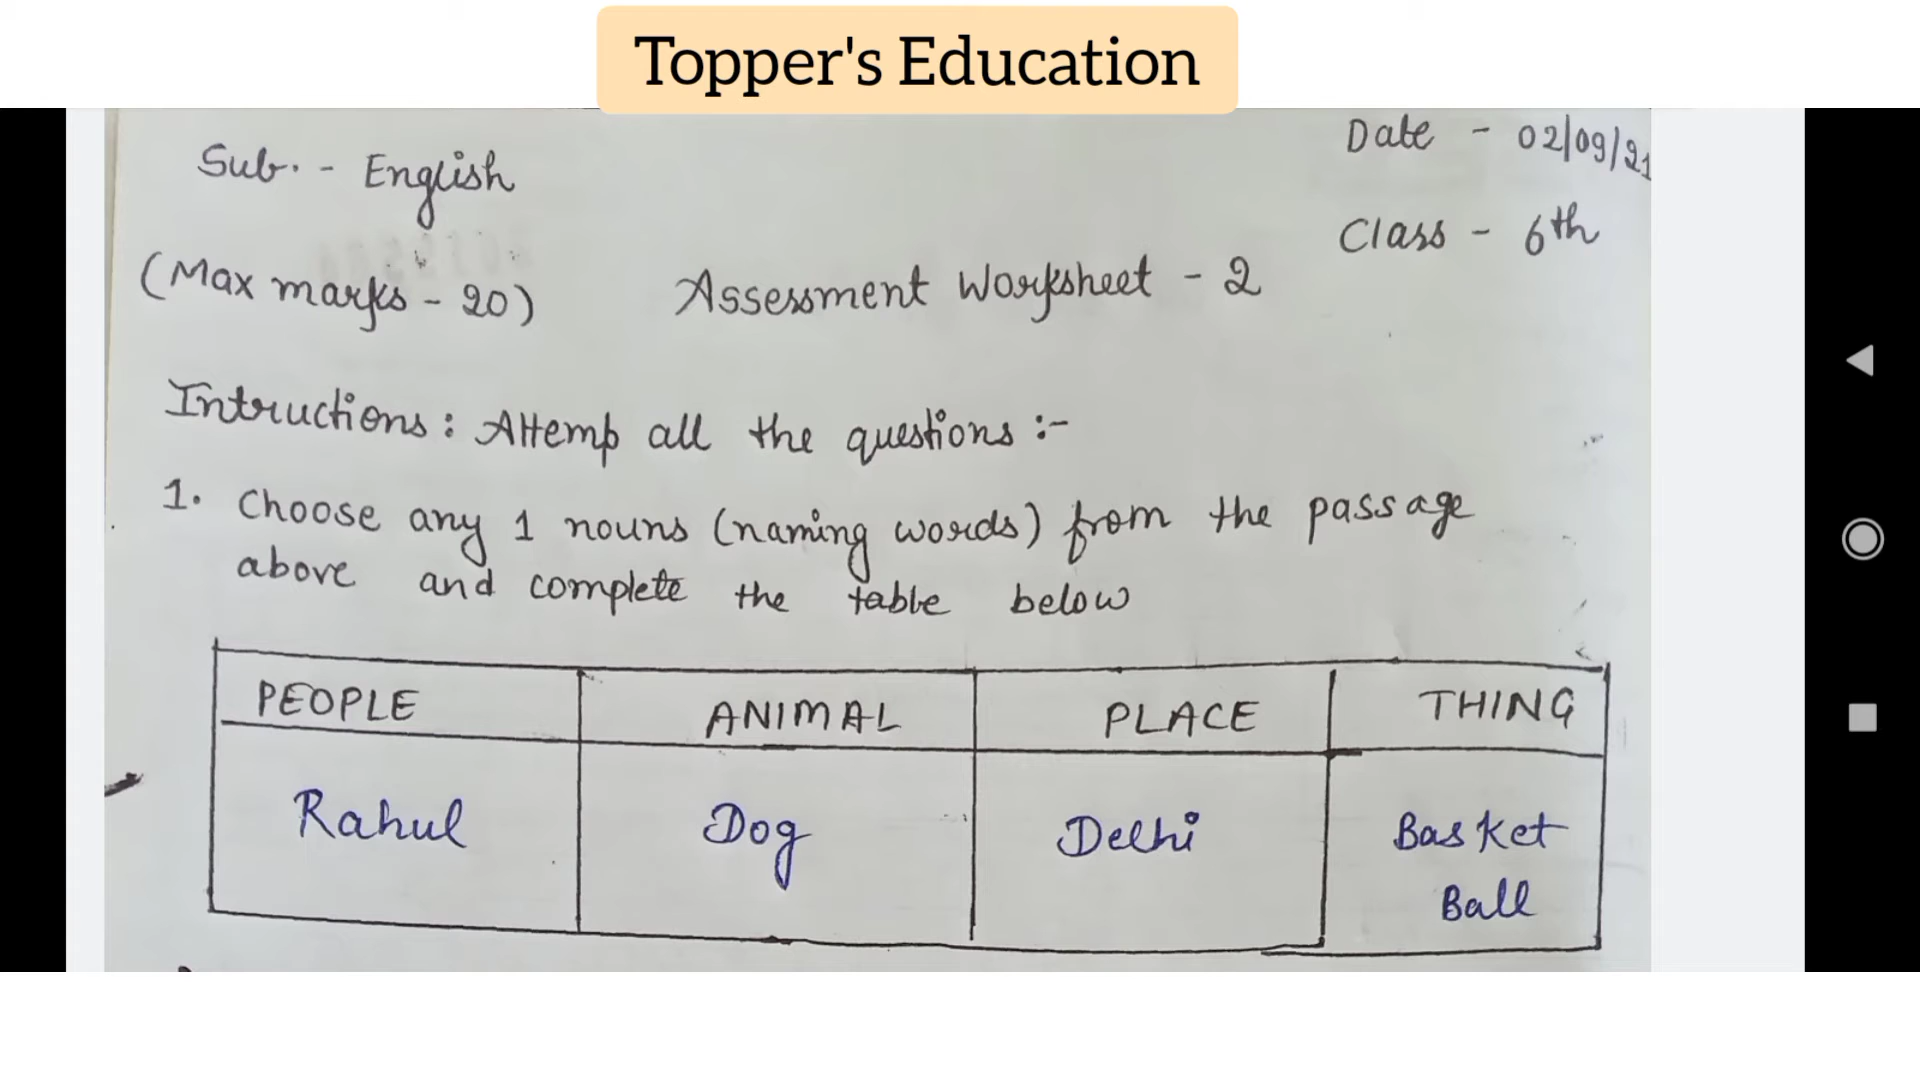 Topper's Education
Date - 02/09/21
Sub. - English
Class - 6th
(Max marks - 20)
Assessment Worksheet - 2
Intructions: Attemp all the questions :-
1. Choose any 1 nouns (naming words) from the passage
above and complete the table below
PEOPLE ANIMAL PLACE THING
Rahul Dog Delhi Basket
Ball